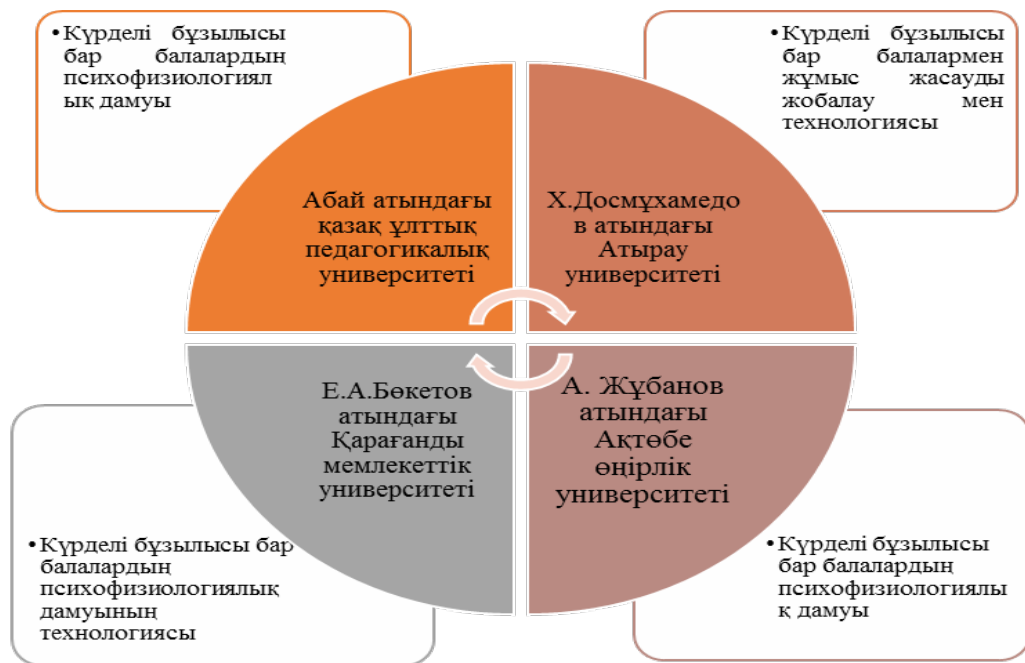 •Күрделі бұзылысы
бар балалардың
психофизиологиял
ық дамуы
•Күрделі бұзылысы
бар балалармен
жұмыс жасауды
жобалау мен
технологиясы
Абай атындағы
қазақ ұлттық
педагогикалық
университеті
Х.Досмұхамедо
в атындағы
Атырау
университеті
Е.А.Бөкетов
атындағы
Қарағанды
мемлекеттік
университеті
А. Жұбанов
атындағы
Ақтөбе
өңірлік
университеті
•Күрделі бұзылысы бар
балалардың
психофизиологиялық
дамуының
технологиясы
•Күрделі бұзылысы
бар балалардың
психофизиологиялы
қ дамуы